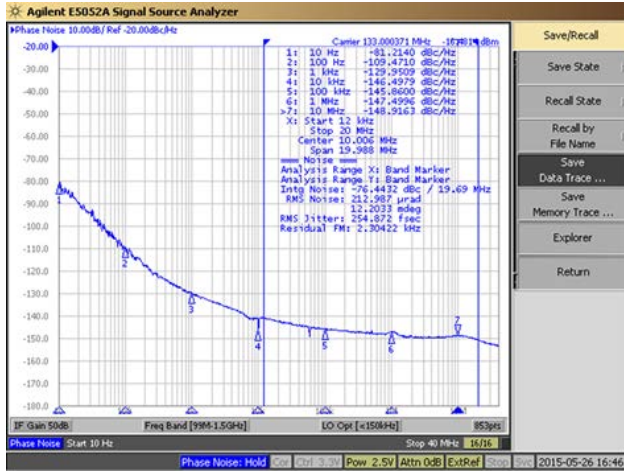 Agilent E5052A Signal Source Analyzer
▶Phase Noise 10.00dB/ Ref -20.00dBc/Hz
Carrier 133.000371 MHz dBm
1: 10 Hz -81.2140 dBc/Hz
2: 100 Hz -109.4710 dBc/Hz
3: 1 kHz -129.9509 dBc/Hz
4: 10 kHz -146.4979 dBc/Hz
5: 100 kHz -145.8600 dBc/Hz
6: 1 MHz -147.4996 dBc/Hz
>7: 10 MHz -148.9163 dBc/Hz
X: Start 12 kHz
Stop 20 MHz
Center 10.006 MHz
Span 19.988 MHz
=== Noise ===
Analysis Range X: Band Marker
Analysis Range Y: Band Marker
Intg Noise: -76.4432 dBc / 19.69 MHz
RMS Noise: 212.987 µrad
12.2033 mdeg
RMS Jitter: 254.872 fsec
Residual FM: 2.30422 kHz
-20.00
-30.00
-40.00
-50.00
-60.00
-70.00
-80.00
-90.00
-100.0
-110.0
-120.0
-130.0
-140.0
-150.0
-160.0
-170.0
-180.0
1
2
3
4
5
6
7
IF Gain 50dB Freq Band [99M-1.5GHz] LO Opt [<150kHz] 853pts
Phase Noise Start 10 Hz Stop 40 MHz 16/16
Phase Noise: Hold Cor Ctrl 3.3V Pow 2.5V Attn 0dB ExtRef Stop Svc 2015-05-26 16:46
Save/Recall
Save State
Recall State
Recall by
File Name
Save
Data Trace ...
Save
Memory Trace ...
Explorer
Return